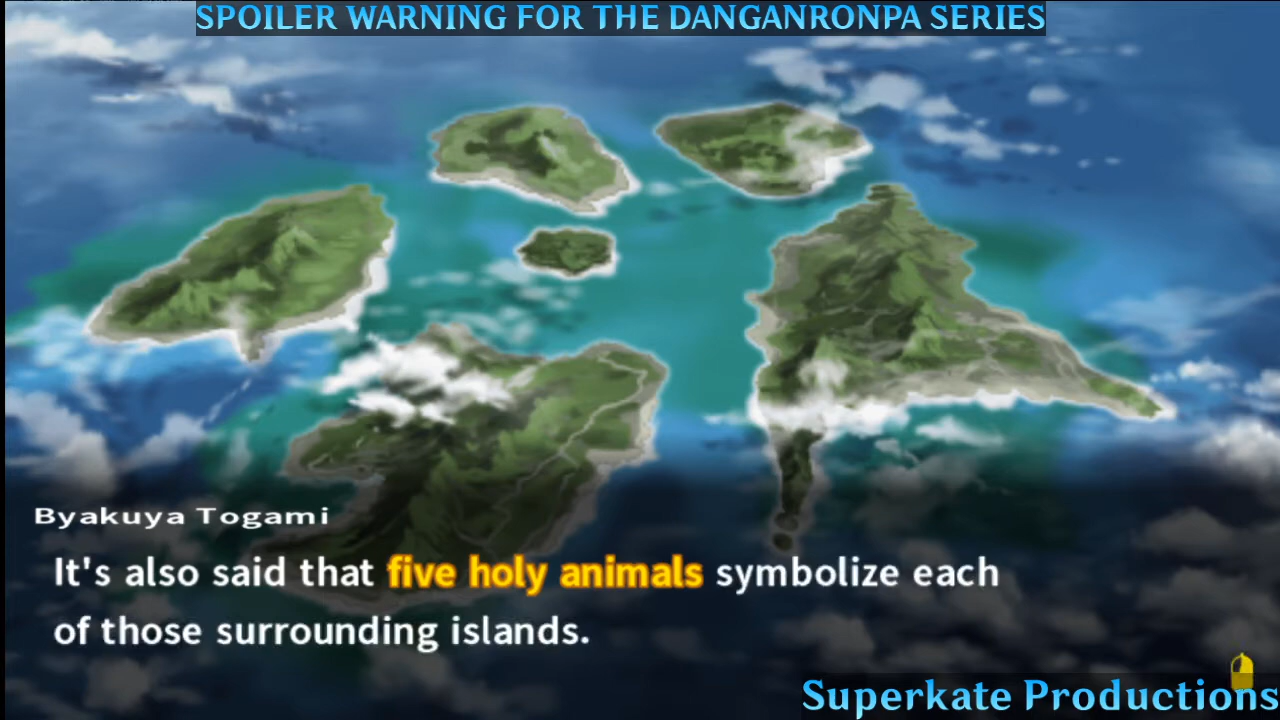 SPOILER WARNING FOR THE DANGANRONPA SERIES
Byakuya Togami
It's also said that five holy animals symbolize each
of those surrounding islands.
Superkate Productions